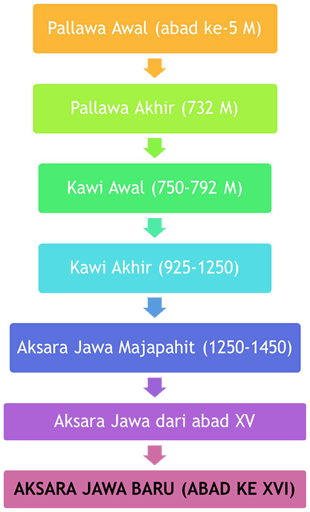 Pallawa Awal (abad ke-5 M)
Pallawa Akhir (732 M)
Kawi Awal (750-792 M)
Kawi Akhir (925-1250)
Aksara Jawa Majapahit (1250-1450)
Aksara Jawa dari abad XV
AKSARA JAWA BARU (ABAD KE XVI)